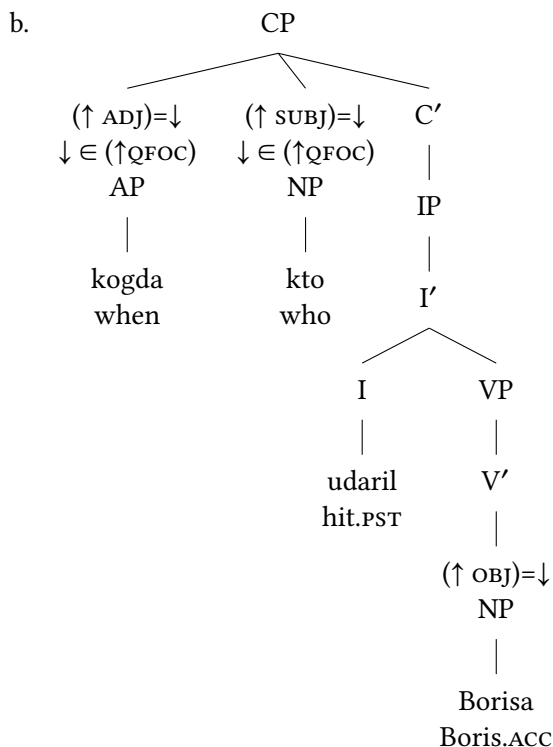 b.
CP
(↑ ADJ)=↓ (↑ SUBJ)=↓ C′
↓ ∈ (↑QFOC) ↓ ∈ (↑QFOC)
AP NP IP
kogda kto I′
when who
I VP
udaril V′
hit.PST
(↑ OBJ)=↓
NP
Borisa
Boris.ACC